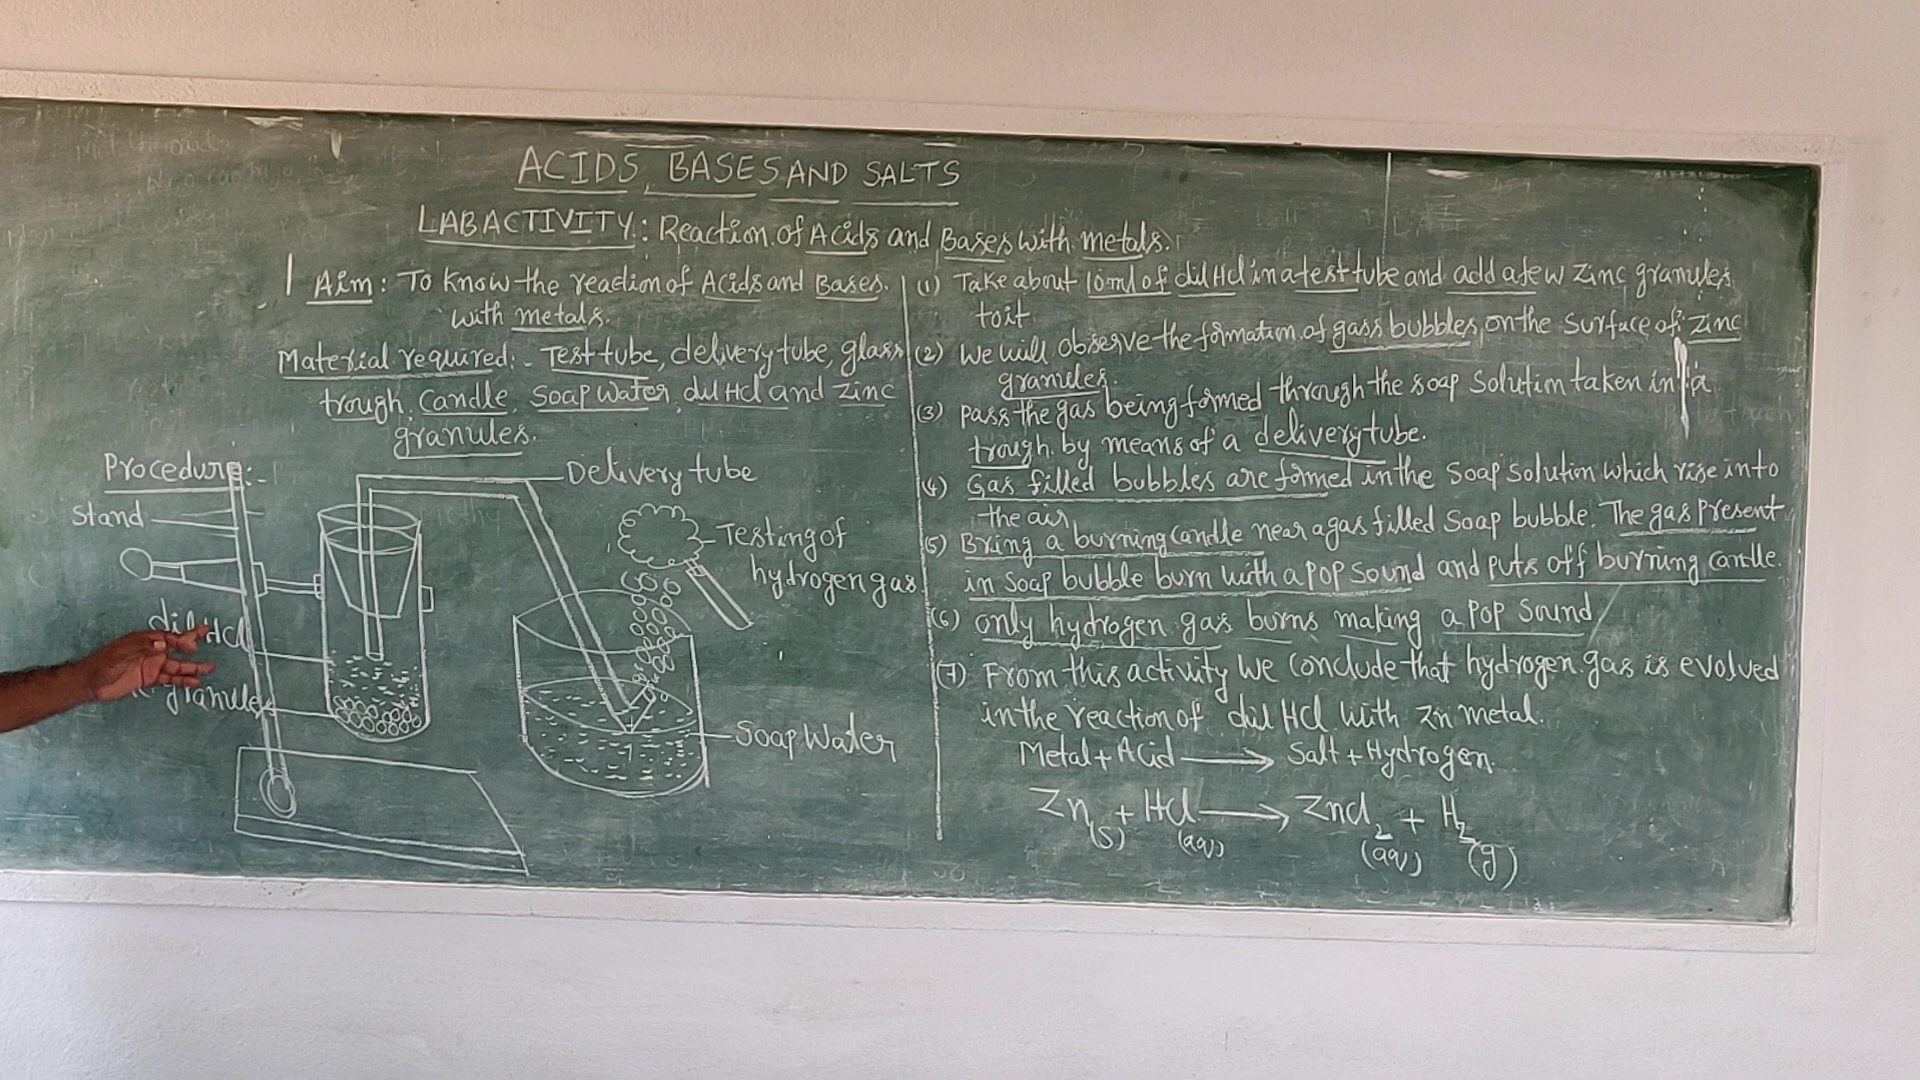 ACIDS, BASES AND SALTS
LAB ACTIVITY: Reaction of Acids and Bases with metals.
Aim: To know the reaction of Acids and Bases.
with metals.
Material required:- Test tube, delivery tube, glass
trough, Candle, Soap Water, dil Hcl and zinc
granules.
Procedure:-
Delivery tube
Stand
Testing of
hydrogen gas
dil Hcl
granules
Soap Water
(1) Take about 10ml of dil Hcl in a test tube and add a few zinc granules
to it
(2) We will observe the formation of gass bubbles, on the surface of zinc
granules.
(3) pass the gas being formed through the soap solution taken in a
trough by means of a delivery tube.
(4) Gas filled bubbles are formed in the soap solution which rise into
the air
(5) Bring a burning candle near a gas filled soap bubble. The gas present
in soap bubble burn with a pop sound and puts off burning candle.
(6) only hydrogen gas burns making a pop sound
(7) From this activity we conclude that hydrogen gas is evolved
in the reaction of dil Hcl with zn metal.
Metal + Acid ⟶ Salt + Hydrogen.
Zn(s) + Hcl(aq) ⟶ Zncl2(aq) + H2(g)